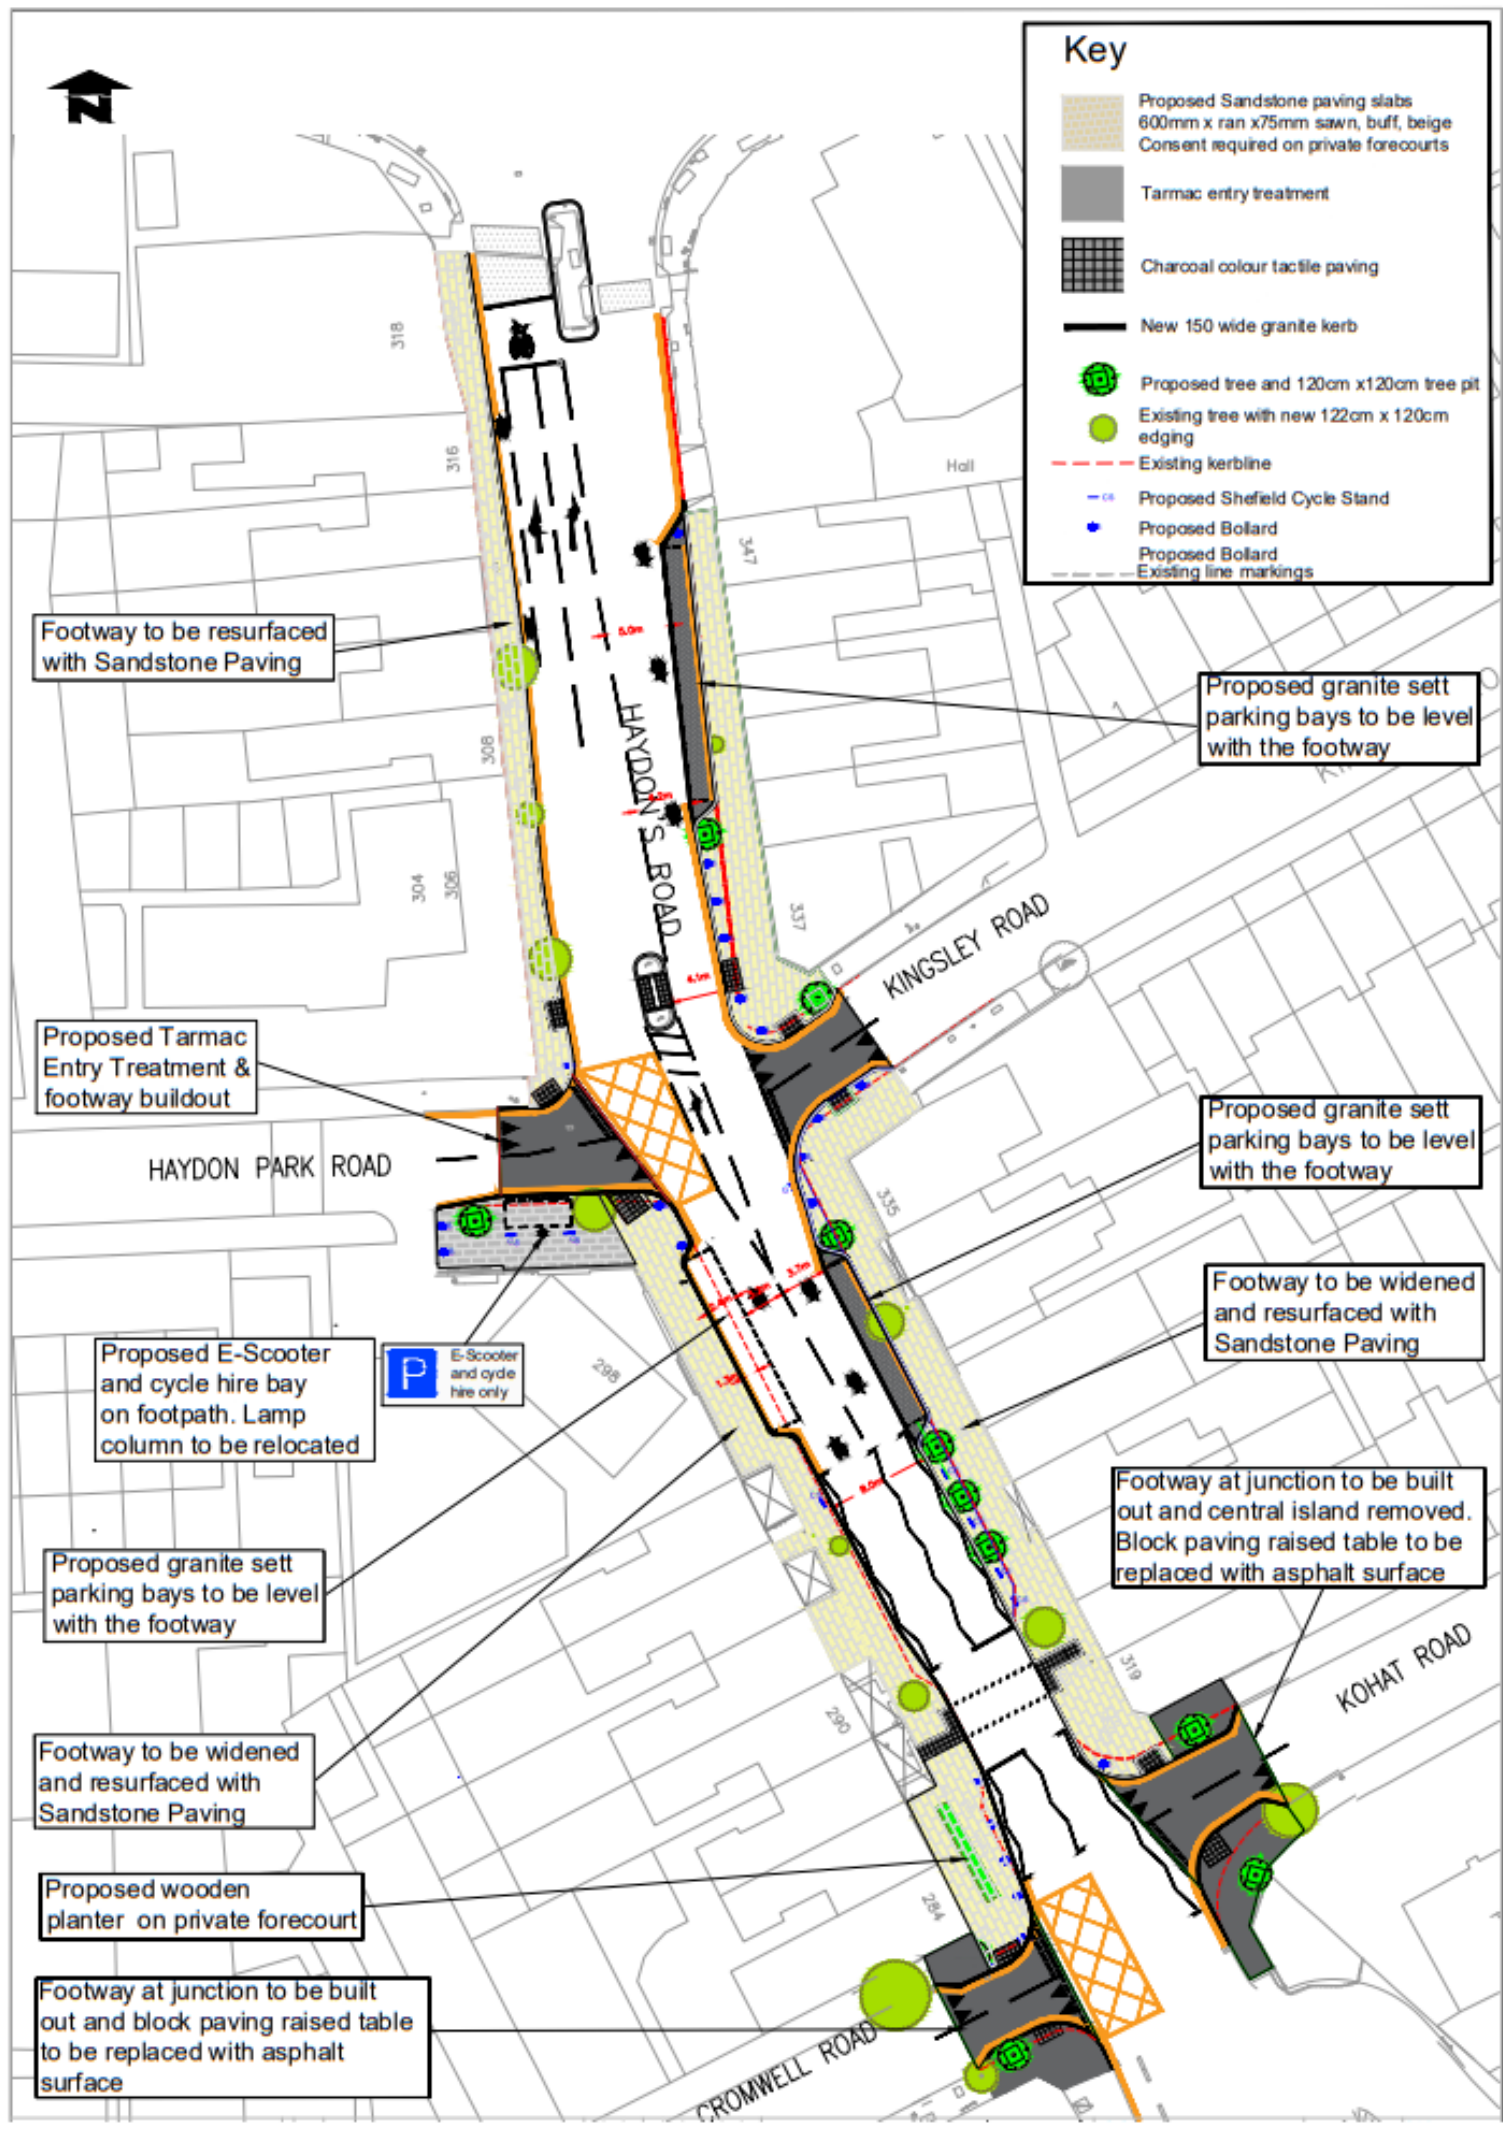 N
Key
Proposed Sandstone paving slabs
600mm x ran x75mm sawn, buff, beige
Consent required on private forecourts
Tarmac entry treatment
Charcoal colour tactile paving
New 150 wide granite kerb
Proposed tree and 120cm x120cm tree pit
Existing tree with new 122cm x 120cm
edging
Existing kerbline
CS
Proposed Shefield Cycle Stand
Proposed Bollard
Proposed Bollard
Existing line markings
318
316
Hall
347
Footway to be resurfaced
with Sandstone Paving
5.0m
Proposed granite sett
parking bays to be level
with the footway
308
HAYDON'S ROAD
304
306
337
KINGSLEY ROAD
4.1m
Proposed Tarmac
Entry Treatment &
footway buildout
HAYDON PARK ROAD
Proposed granite sett
parking bays to be level
with the footway
335
3.7m
Footway to be widened
and resurfaced with
Sandstone Paving
Proposed E-Scooter
and cycle hire bay
on footpath. Lamp
column to be relocated
P
E-Scooter
and cycle
hire only
298
Footway at junction to be built
out and central island removed.
Block paving raised table to be
replaced with asphalt surface
Proposed granite sett
parking bays to be level
with the footway
319
KOHAT ROAD
290
Footway to be widened
and resurfaced with
Sandstone Paving
Proposed wooden
planter on private forecourt
284
Footway at junction to be built
out and block paving raised table
to be replaced with asphalt
surface
CROMWELL ROAD